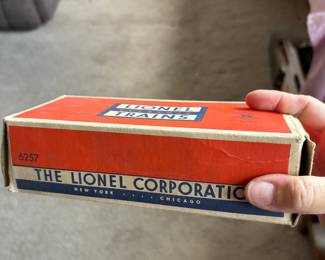 LIONEL
TRAINS
6257
THE LIONEL CORPORATIO
NEW YORK .... CHICAGO